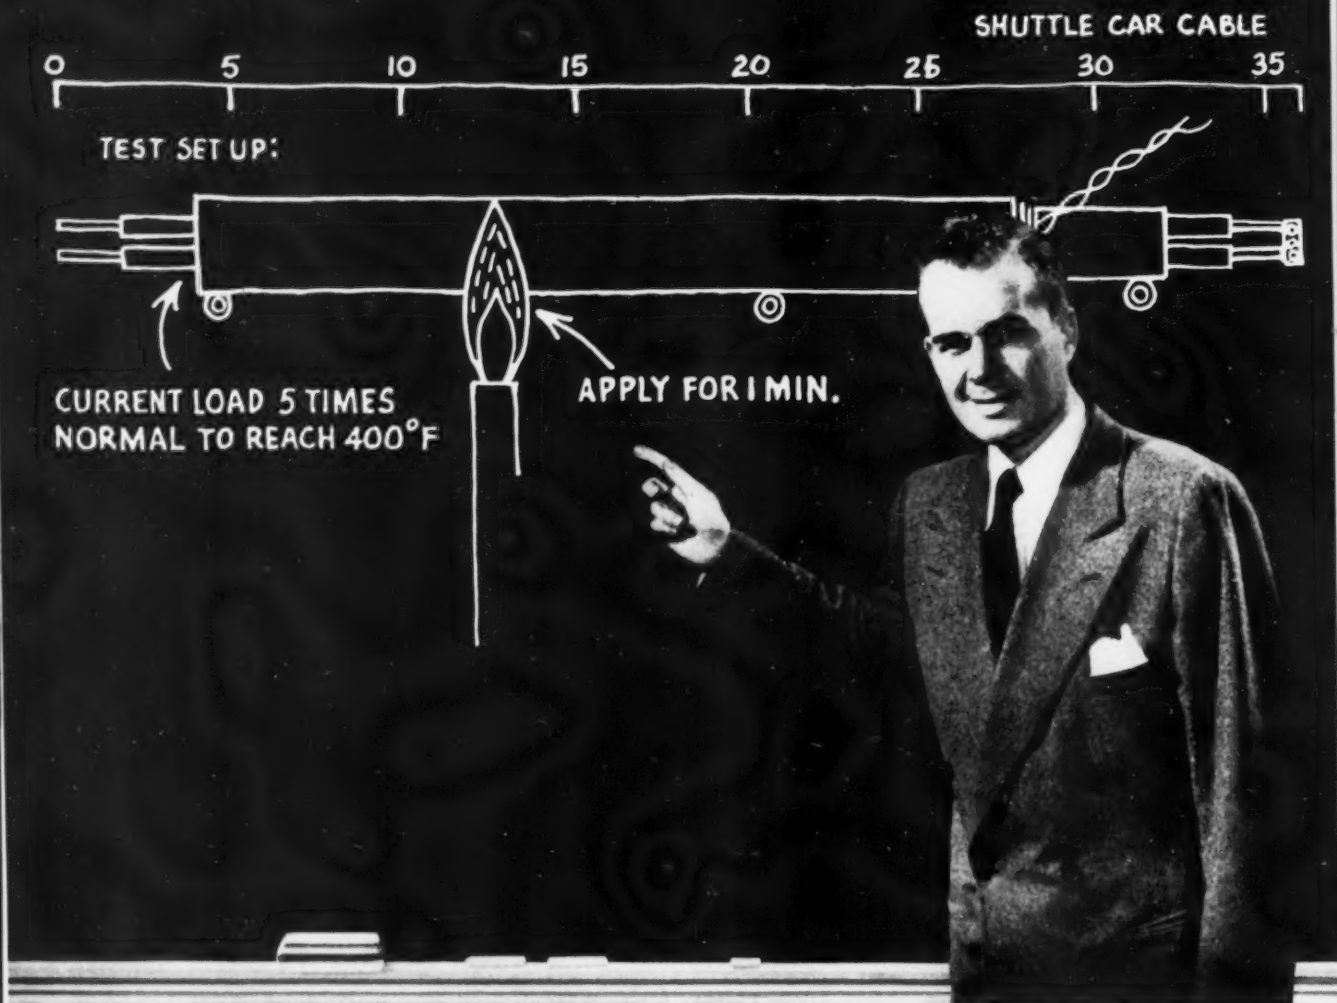 SHUTTLE CAR CABLE
0 5 10 15 20 25 30 35
TEST SET UP:
CURRENT LOAD 5 TIMES
NORMAL TO REACH 400°F
APPLY FOR 1 MIN.